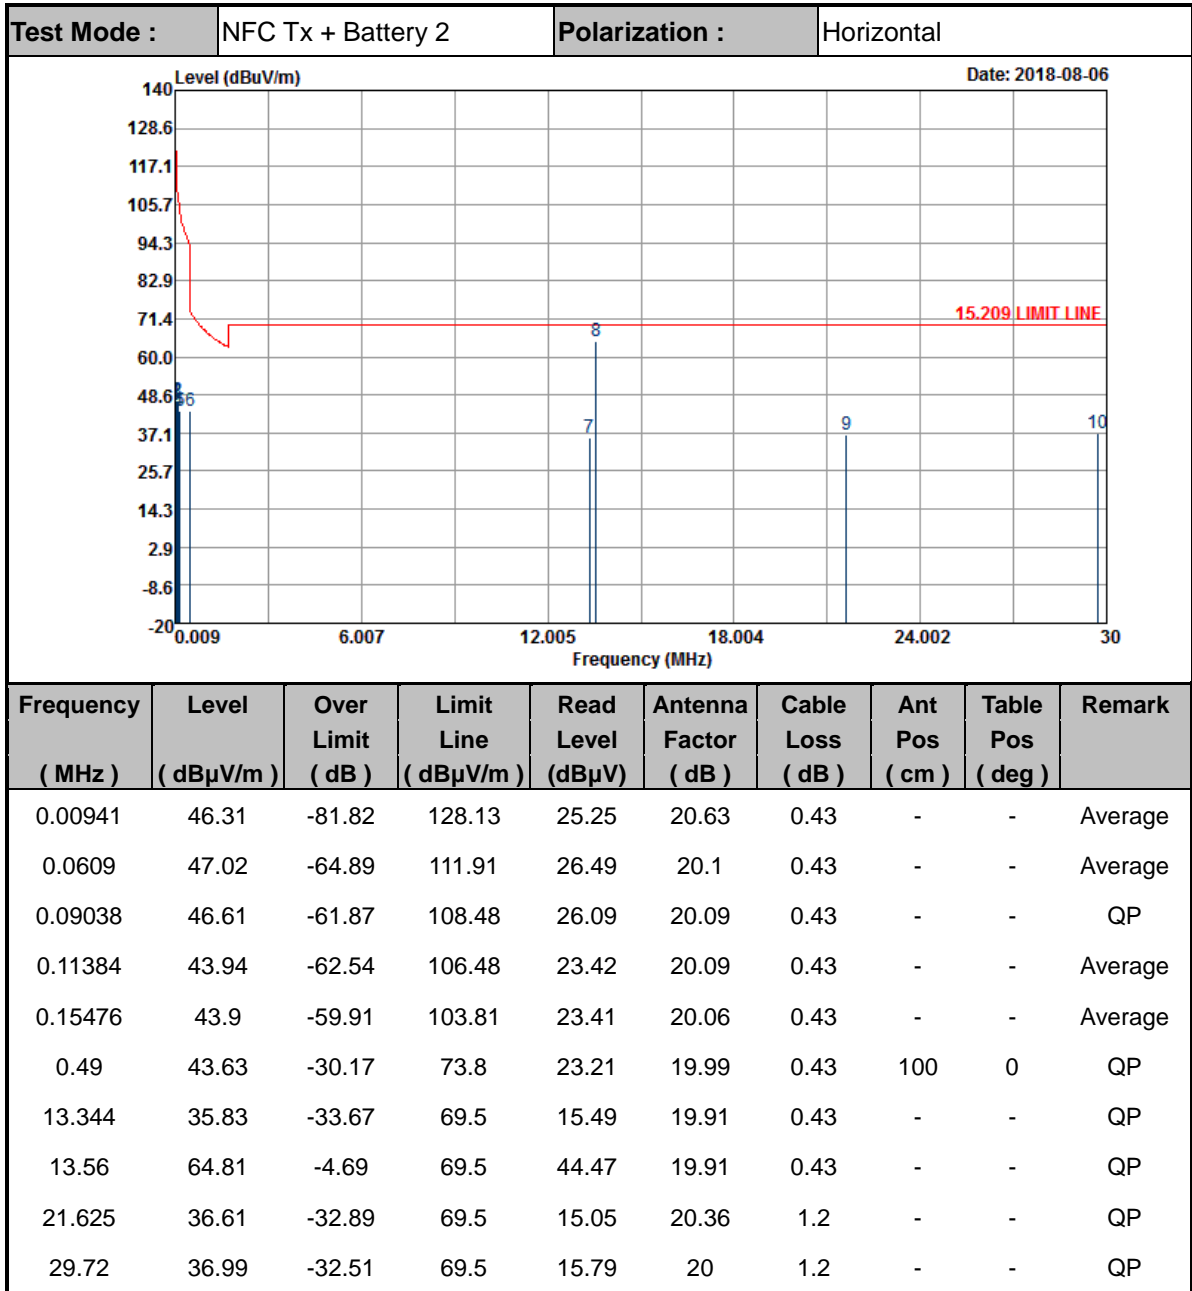 Test Mode : NFC Tx + Battery 2 Polarization : Horizontal
Level (dBuV/m) Date: 2018-08-06
140
128.6
117.1
105.7
94.3
82.9
71.4 15.209 LIMIT LINE
8
60.0
48.6 6
37.1 7 9 10
25.7
14.3
2.9
-8.6
-20
0.009 6.007 12.005 18.004 24.002 30
Frequency (MHz)
Frequency Level Over Limit Read Antenna Cable Ant Table Remark
Limit Line Level Factor Loss Pos Pos
( MHz ) ( dBµV/m ) ( dB ) ( dBµV/m ) (dBµV) ( dB ) ( dB ) ( cm ) ( deg )
0.00941 46.31 -81.82 128.13 25.25 20.63 0.43 - - Average
0.0609 47.02 -64.89 111.91 26.49 20.1 0.43 - - Average
0.09038 46.61 -61.87 108.48 26.09 20.09 0.43 - - QP
0.11384 43.94 -62.54 106.48 23.42 20.09 0.43 - - Average
0.15476 43.9 -59.91 103.81 23.41 20.06 0.43 - - Average
0.49 43.63 -30.17 73.8 23.21 19.99 0.43 100 0 QP
13.344 35.83 -33.67 69.5 15.49 19.91 0.43 - - QP
13.56 64.81 -4.69 69.5 44.47 19.91 0.43 - - QP
21.625 36.61 -32.89 69.5 15.05 20.36 1.2 - - QP
29.72 36.99 -32.51 69.5 15.79 20 1.2 - - QP